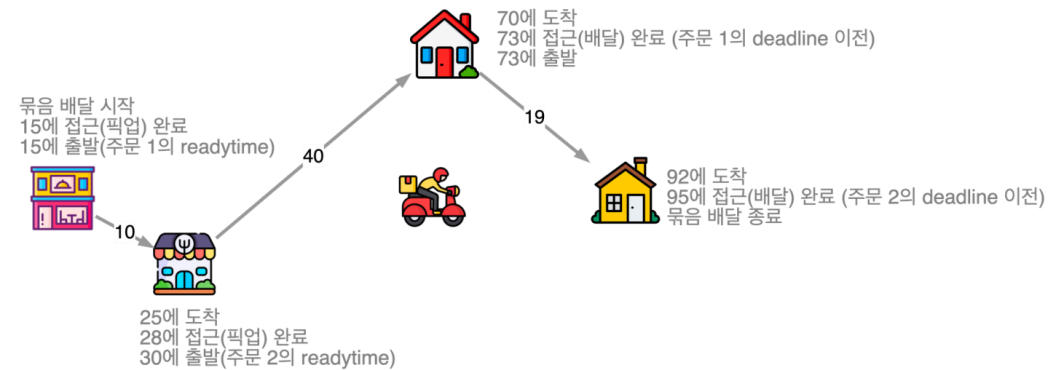 묶음 배달 시작
15에 접근(픽업) 완료
15에 출발(주문 1의 readytime)
10
25에 도착
28에 접근(픽업) 완료
30에 출발(주문 2의 readytime)
40
70에 도착
73에 접근(배달) 완료 (주문 1의 deadline 이전)
73에 출발
19
92에 도착
95에 접근(배달) 완료 (주문 2의 deadline 이전)
묶음 배달 종료